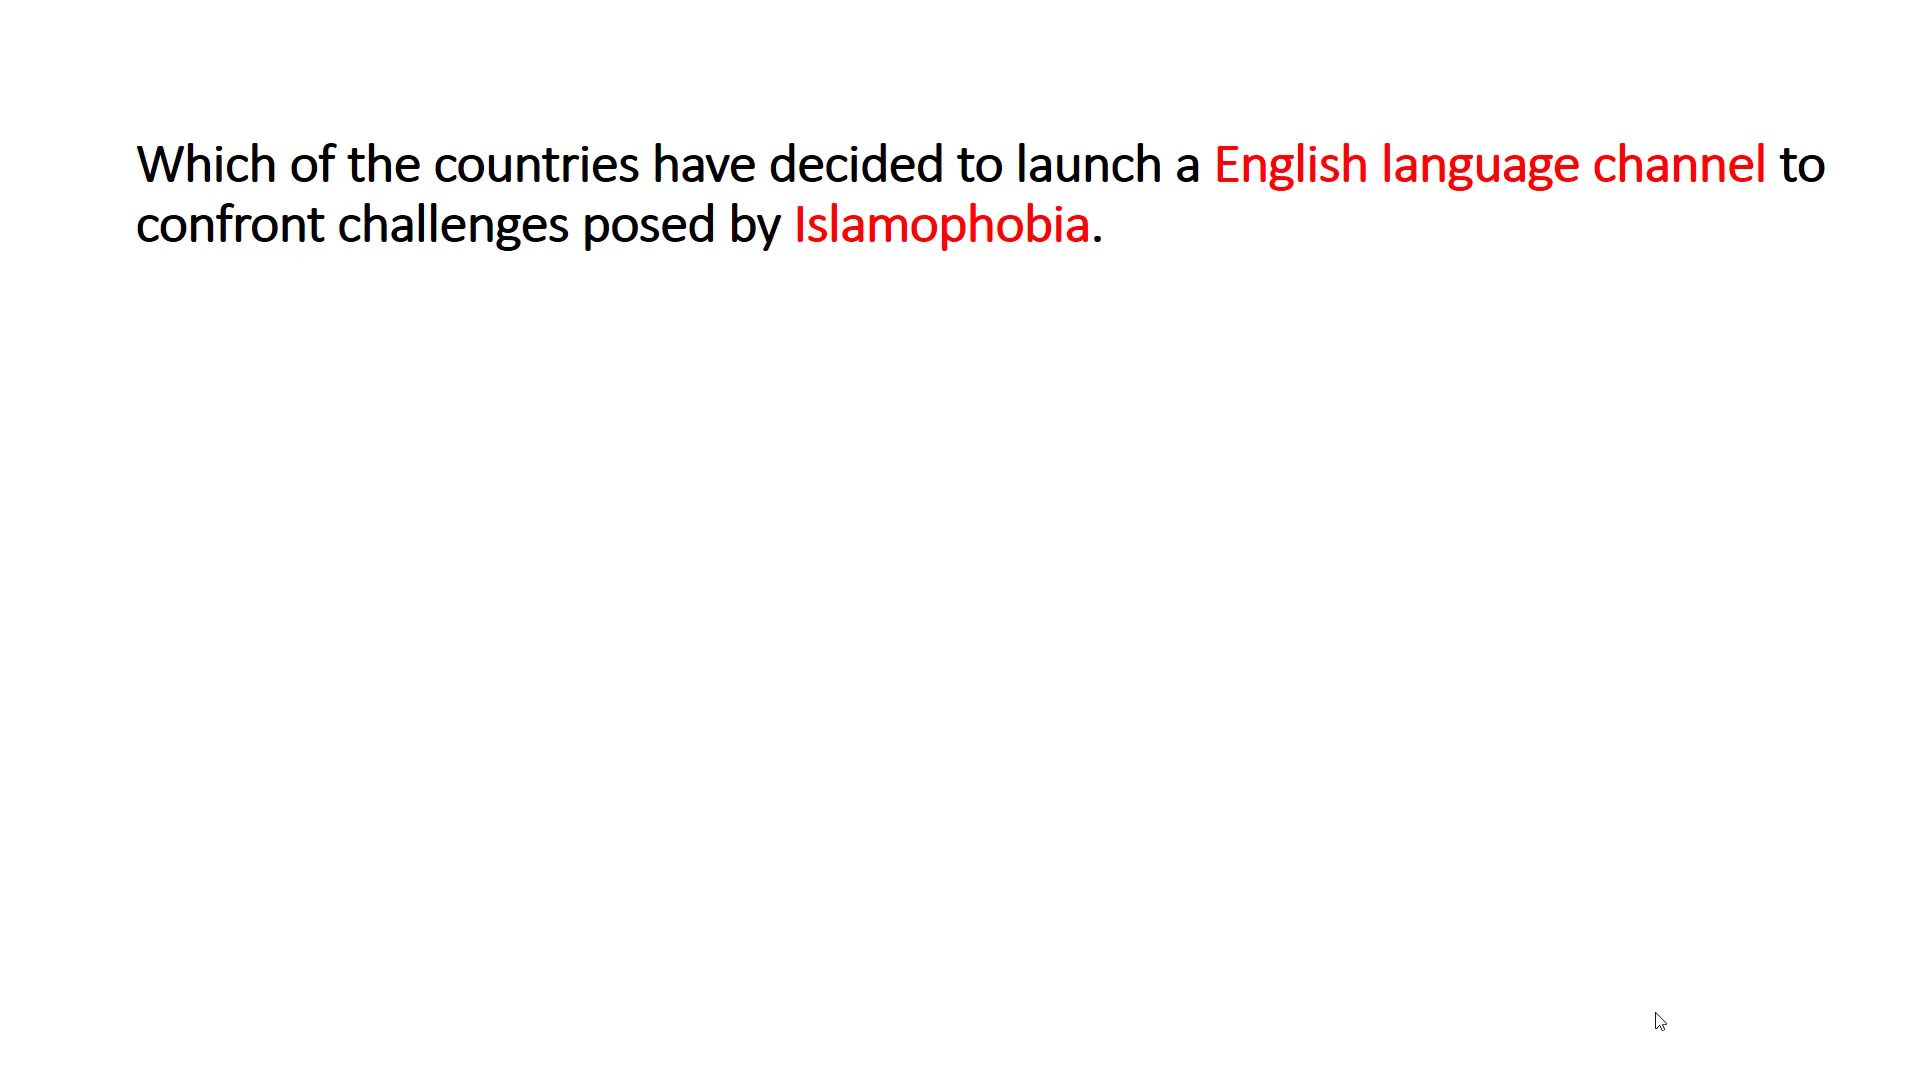 Which of the countries have decided to launch a English language channel to
confront challenges posed by Islamophobia.